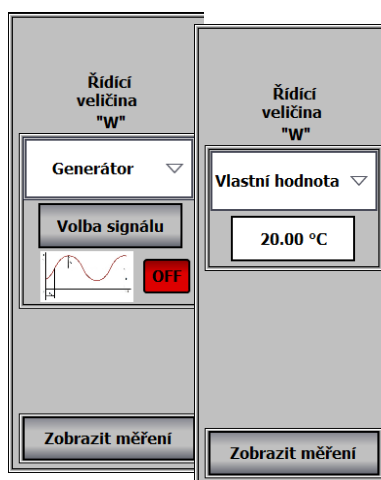 Řídící
veličina
"W"
Generátor
Volba signálu
OFF
Zobrazit měření
Řídící
veličina
"W"
Vlastní hodnota
20.00 °C
Zobrazit měření